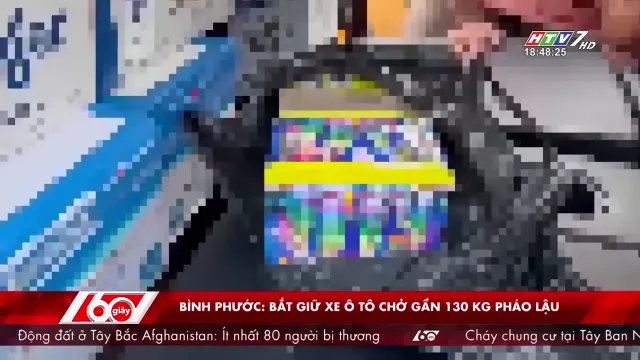 HTV7 HD
18:48:25
60 giây
BÌNH PHƯỚC: BẮT GIỮ XE Ô TÔ CHỞ GẦN 130 KG PHÁO LẬU
Động đất ở Tây Bắc Afghanistan: Ít nhất 80 người bị thương 60 Cháy chung cư tại Tây Ban N